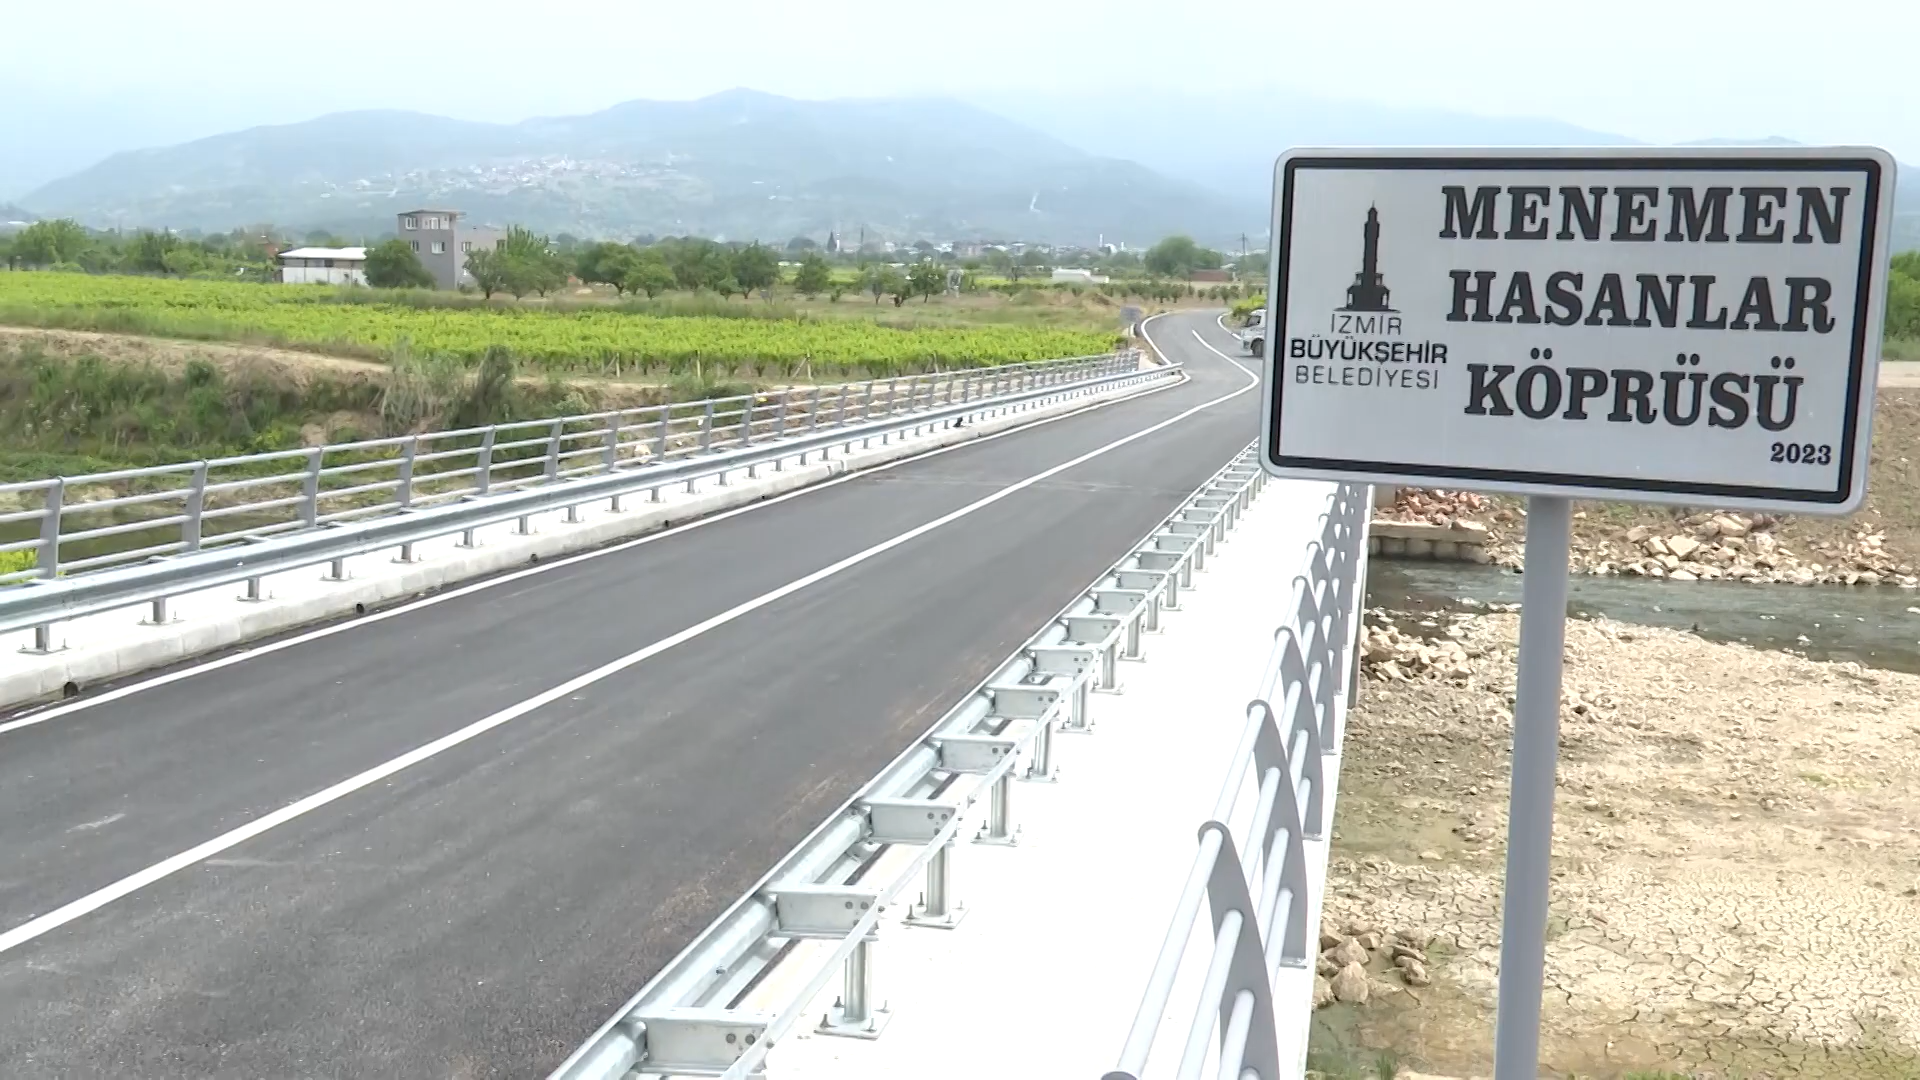 MENEMEN
HASANLAR
KÖPRÜSÜ
2023
İZMİR
BÜYÜKŞEHİR
BELEDİYESİ